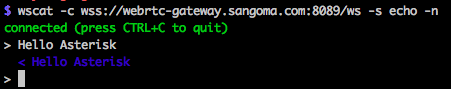 $ wscat -c wss://webrtc-gateway.sangoma.com:8089/ws -s echo -n
connected (press CTRL+C to quit)
> Hello Asterisk
< Hello Asterisk
>